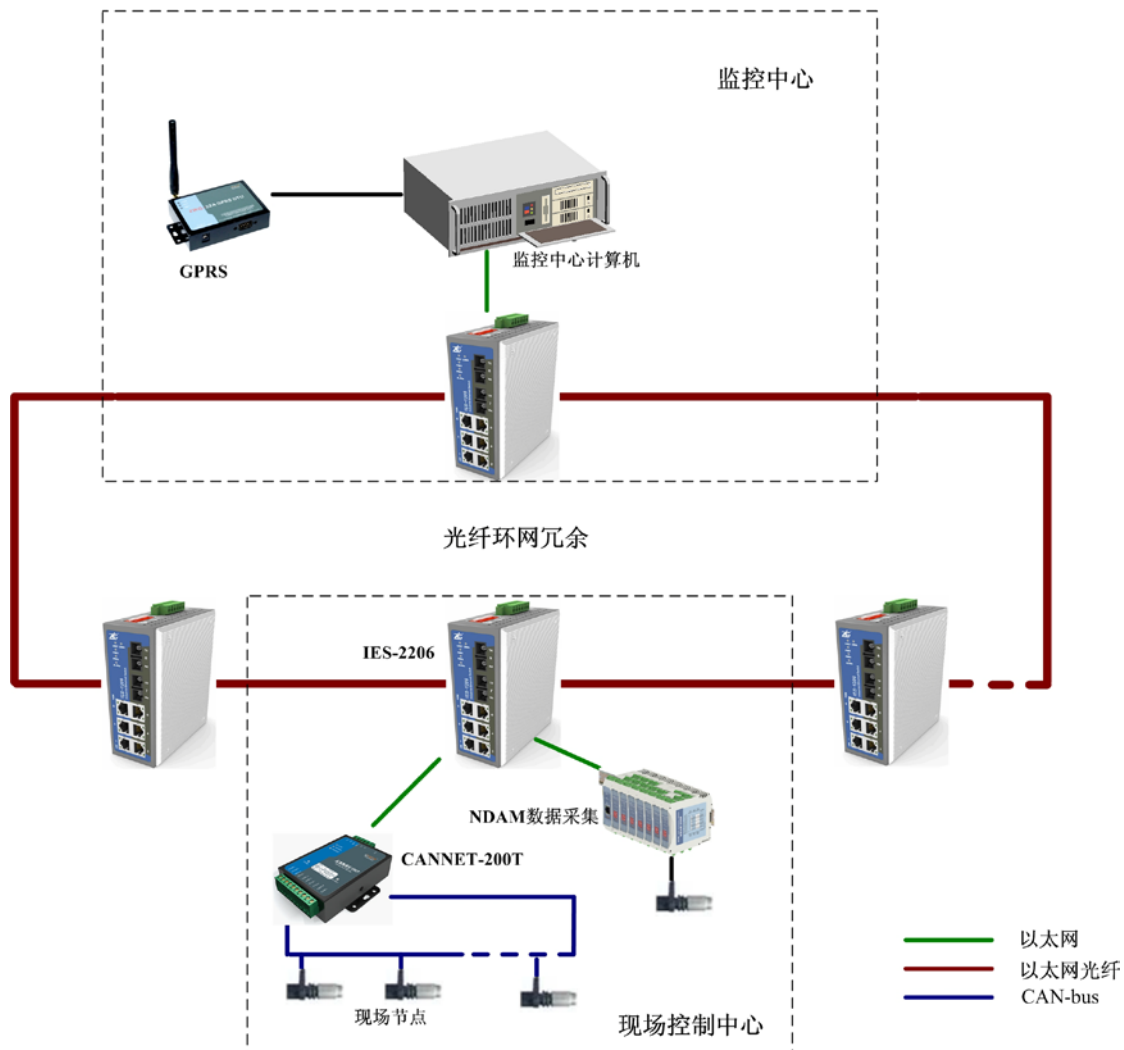 监控中心
GPRS
监控中心计算机
光纤环网冗余
IES-2206
NDAM数据采集
CANNET-200T
现场节点
现场控制中心
以太网
以太网光纤
CAN-bus